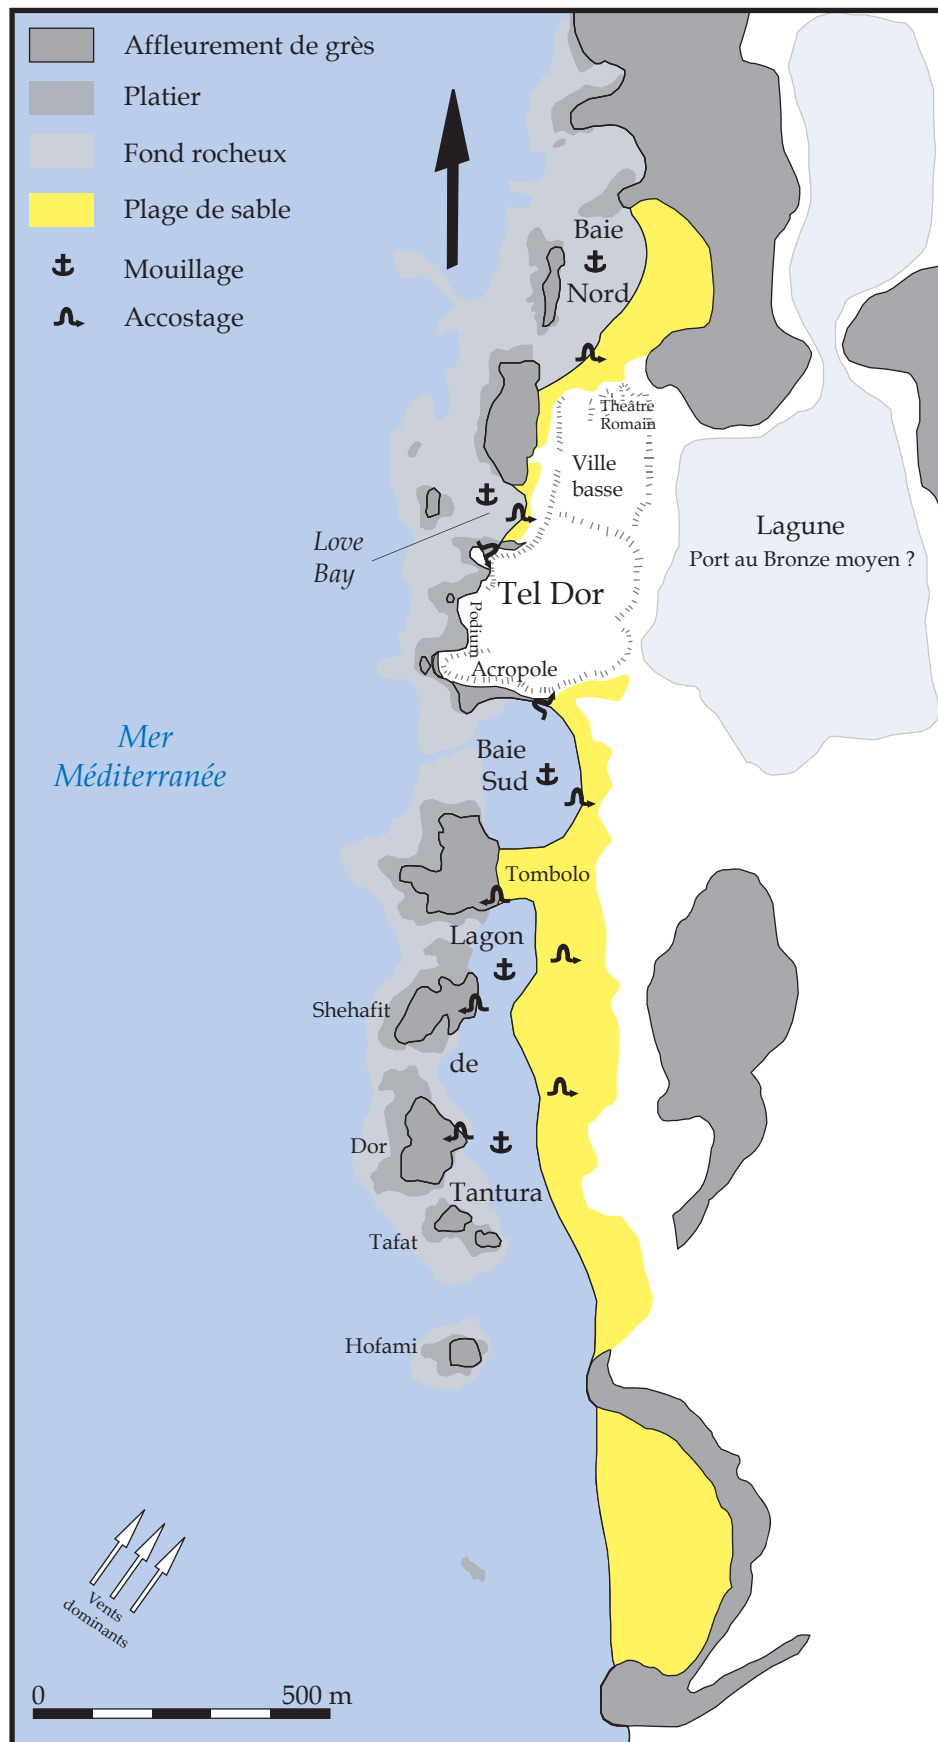 Affleurement de grès
Platier
Fond rocheux
Plage de sable
Mouillage
Accostage
Baie
Nord
Théâtre
Romain
Ville
basse
Lagune
Port au Bronze moyen ?
Love
Bay
Tel Dor
Podium
Acropole
Mer
Méditerranée
Baie
Sud
Tombolo
Lagon
Shehafit
de
Dor
Tantura
Tafat
Hofami
Vents
dominants
0 500 m